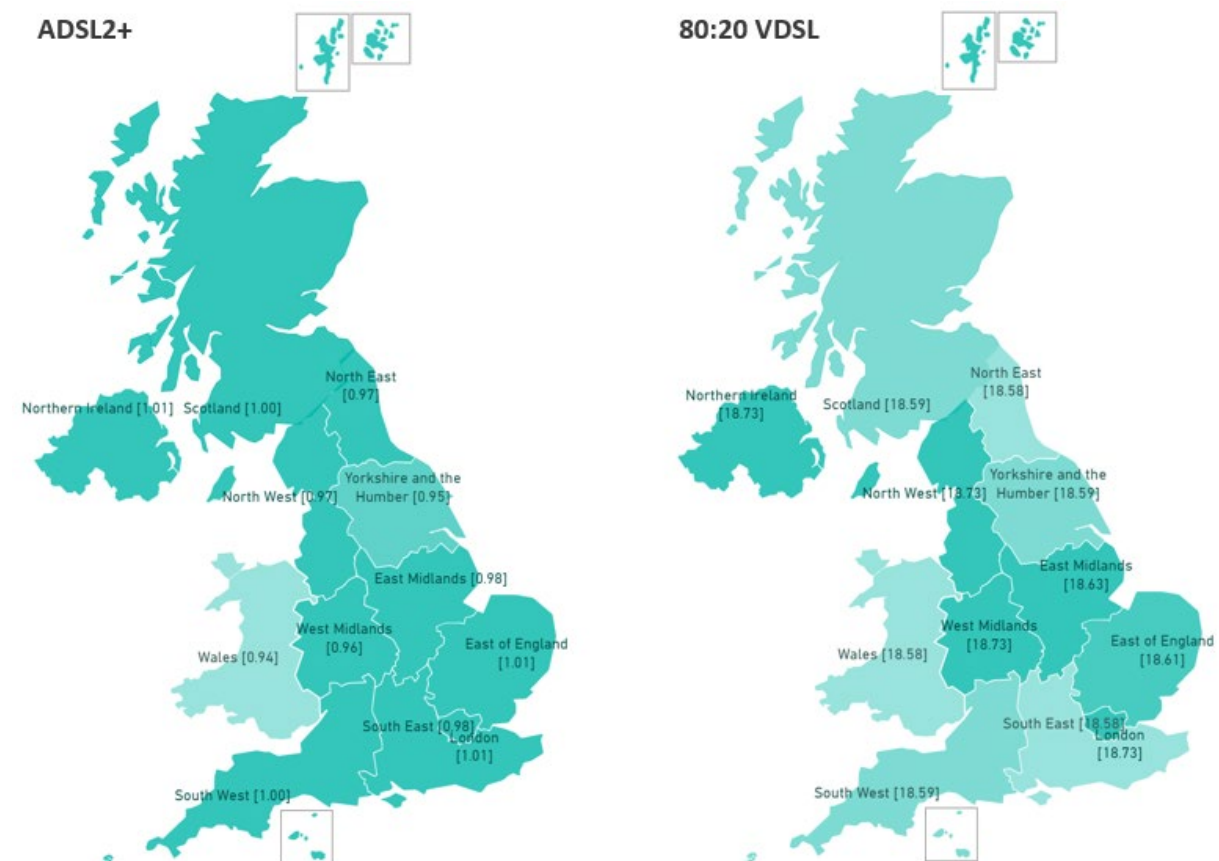 ADSL2+
North East
[0.97]
Northern Ireland [1.01]
Scotland [1.00]
Yorkshire and the
Humber [0.95]
North West [0.97]
East Midlands [0.98]
West Midlands
[0.96]
East of England
[1.01]
Wales [0.94]
South East [0.98]
London
[1.01]
South West [1.00]
80:20 VDSL
North East
[18.58]
Northern Ireland
[18.73]
Scotland [18.59]
Yorkshire and the
Humber [18.59]
North West [18.73]
East Midlands
[18.63]
West Midlands
[18.73]
East of England
[18.61]
Wales [18.58]
South East [18.58]
London
[18.73]
South West [18.59]